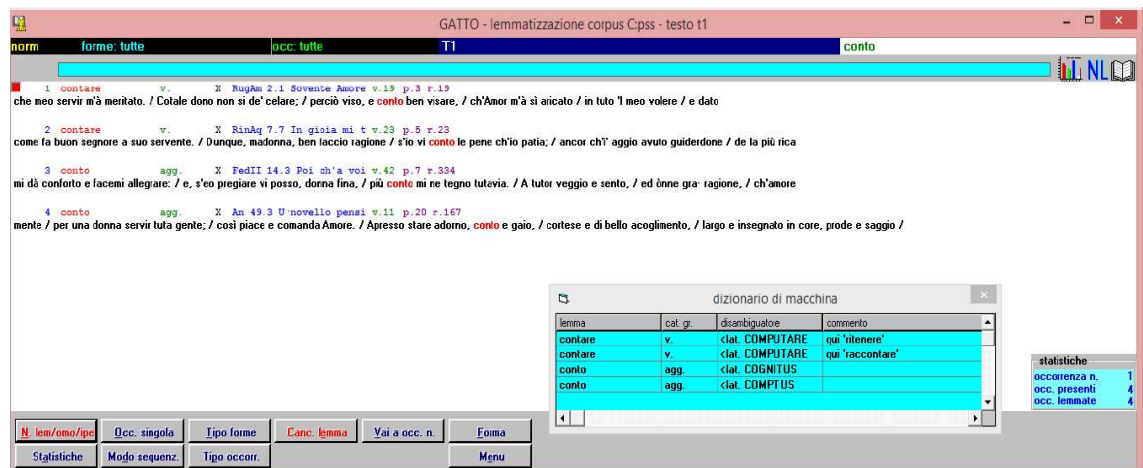 GATTO - lemmatizzazione corpus C:pss - testo t1
norm forme: tutte occ: tutte T1 conto
NL
1 contare v. X RugAm 2.1 Sovente Amore v.19 p.3 r.19
che meo servir m'à meritato. / Cotale dono non si de' celare; / perciò viso, e conto ben visare, / ch'Amor m'à sì aricato / in tuto 'l meo volere / e dato
2 contare v. X RinAq 7.7 In gioia mi t v.23 p.5 r.23
come fa buon segnore a suo servente. / Dunque, madonna, ben faccio ragione / s'io vi conto le pene ch'io patia; / ancor ch'i' aggio avuto guiderdone / de la più rica
3 conto agg. X FedII 14.3 Poi ch'a voi v.42 p.7 r.334
mi dà conforto e facemi allegrare: / e, s'eo pregiare vi posso, donna fina, / più conto mi ne tegno tutavia. / A tutor veggio e sento, / ed ònne gra· ragione, / ch'amore
4 conto agg. X An 49.3 U·novello pensi v.11 p.20 r.167
mente / per una donna servir tuta gente; / così piace e comanda Amore. / Apresso stare adorno, conto e gaio, / cortese e di bello acoglimento, / largo e insegnato in core, prode e saggio /
dizionario di macchina
lemma cat. gr. disambiguatore commento
contare v. <lat. COMPUTARE qui 'ritenere'
contare v. <lat. COMPUTARE qui 'raccontare'
conto agg. <lat. COGNITUS
conto agg. <lat. COMPTUS
statistiche
occorrenza n. 1
occ. presenti 4
occ. lemmate 4
N. lem/omo/ipe Occ. singola Tipo forme Canc. lemma Vai a occ. n. Forma
Statistiche Modo sequenz. Tipo occorr. Menu